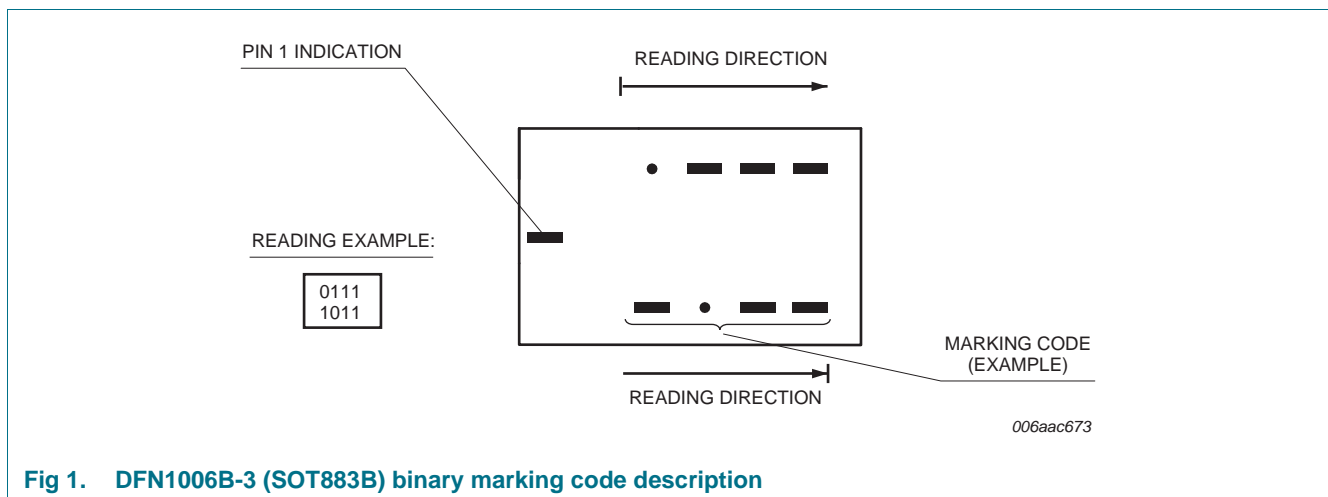 PIN 1 INDICATION
READING DIRECTION
READING EXAMPLE:
0111
1011
MARKING CODE
(EXAMPLE)
READING DIRECTION
006aac673
Fig 1. DFN1006B-3 (SOT883B) binary marking code description